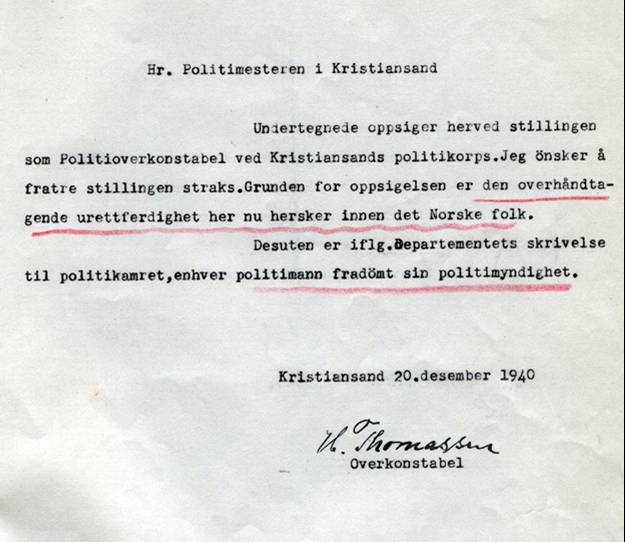 Hr. Politimesteren i Kristiansand
Undertegnede oppsiger herved stillingen
som Politioverkonstabel ved Kristiansands politikorps.Jeg önsker å
fratre stillingen straks.Grunden for oppsigelsen er den overhåndta-
gende urettferdighet her nu hersker innen det Norske folk.
Desuten er iflg.Departementets skrivelse
til politikamret,enhver politimann fradömt sin politimyndighet.
Kristiansand 20.desember 1940
H. Thomassen
Overkonstabel